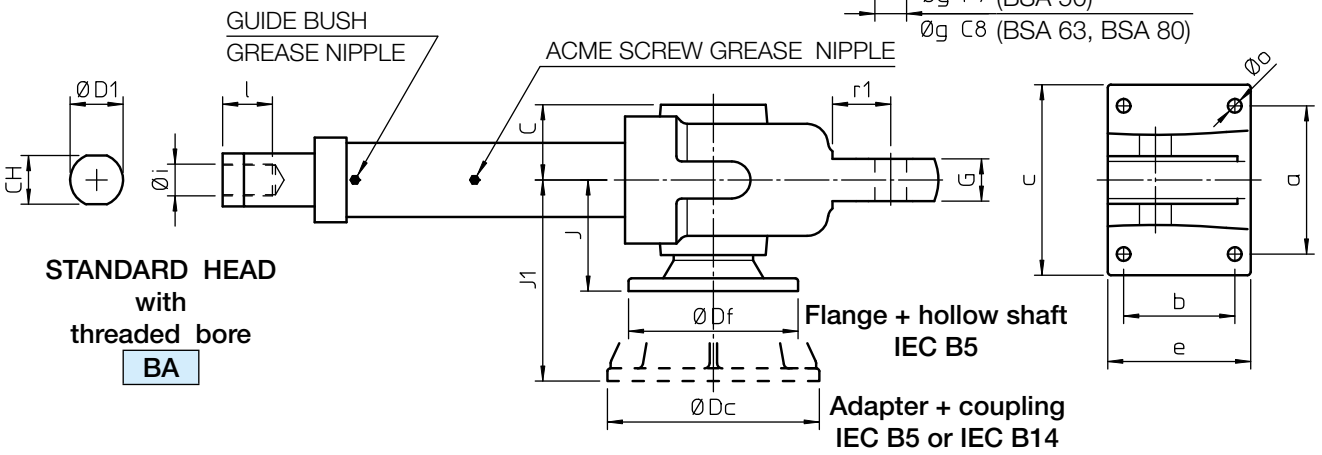 (BSA 50)
Øg C8 (BSA 63, BSA 80)
GUIDE BUSH
GREASE NIPPLE
ACME SCREW GREASE NIPPLE
ØD1
l
C
r1
Øo
CH
Øi
G
c
a
J
J1
STANDARD HEAD
with
threaded bore
BA
b
e
ØDf
Flange + hollow shaft
IEC B5
ØDc
Adapter + coupling
IEC B5 or IEC B14